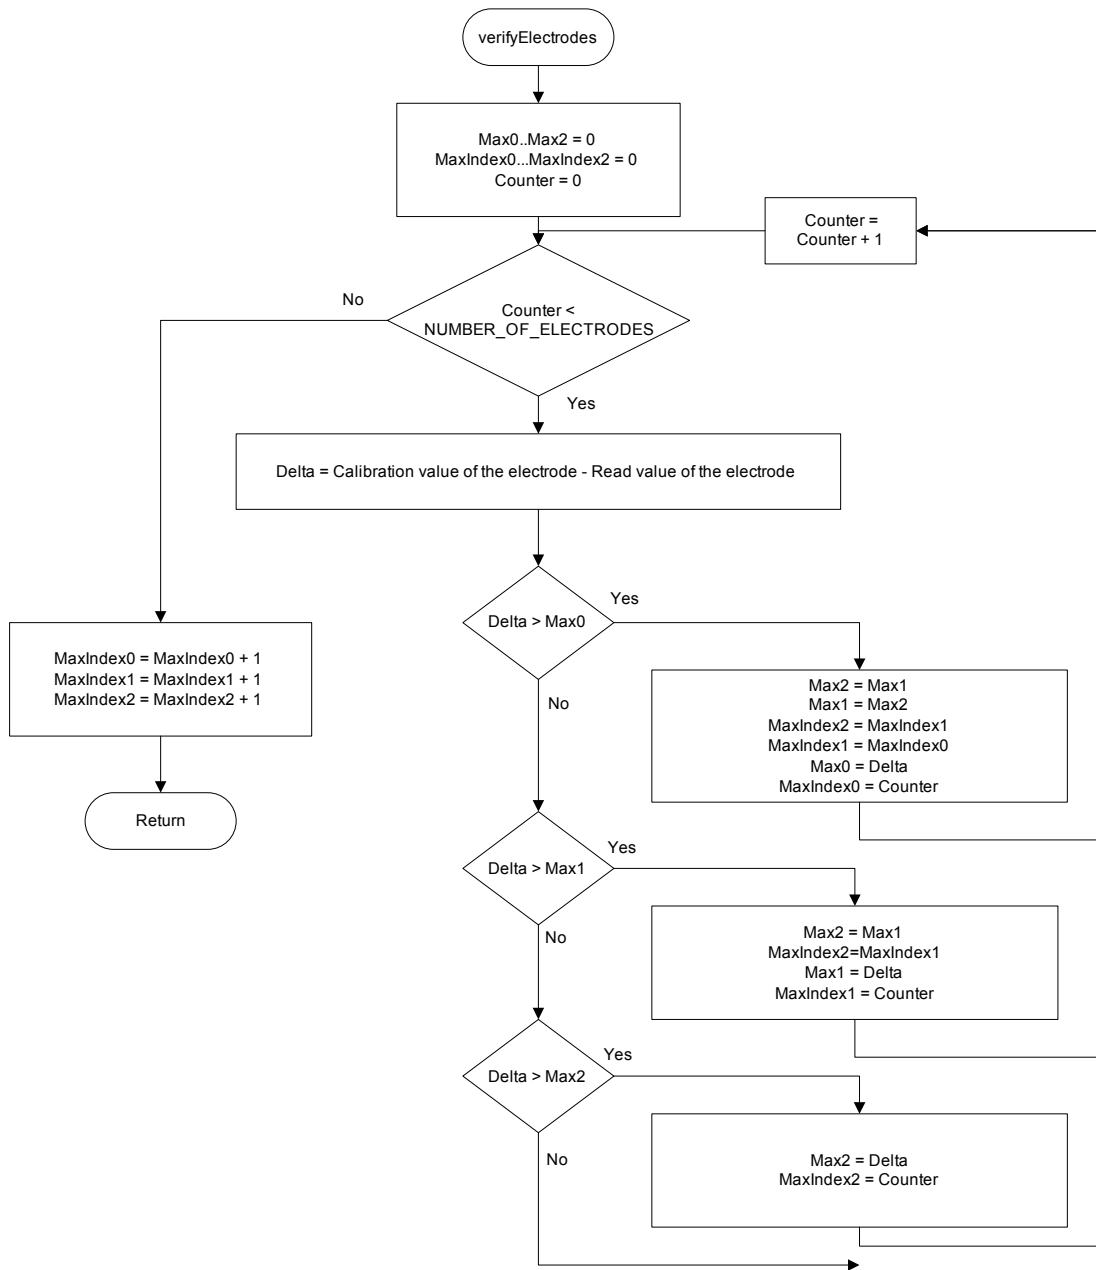 verifyElectrodes
Max0..Max2 = 0
MaxIndex0...MaxIndex2 = 0
Counter = 0
Counter =
Counter + 1
No
Counter <
NUMBER_OF_ELECTRODES
Yes
Delta = Calibration value of the electrode - Read value of the electrode
Yes
Delta > Max0
No
MaxIndex0 = MaxIndex0 + 1
MaxIndex1 = MaxIndex1 + 1
MaxIndex2 = MaxIndex2 + 1
Max2 = Max1
Max1 = Max2
MaxIndex2 = MaxIndex1
MaxIndex1 = MaxIndex0
Max0 = Delta
MaxIndex0 = Counter
Return
Yes
Delta > Max1
No
Max2 = Max1
MaxIndex2=MaxIndex1
Max1 = Delta
MaxIndex1 = Counter
Yes
Delta > Max2
No
Max2 = Delta
MaxIndex2 = Counter